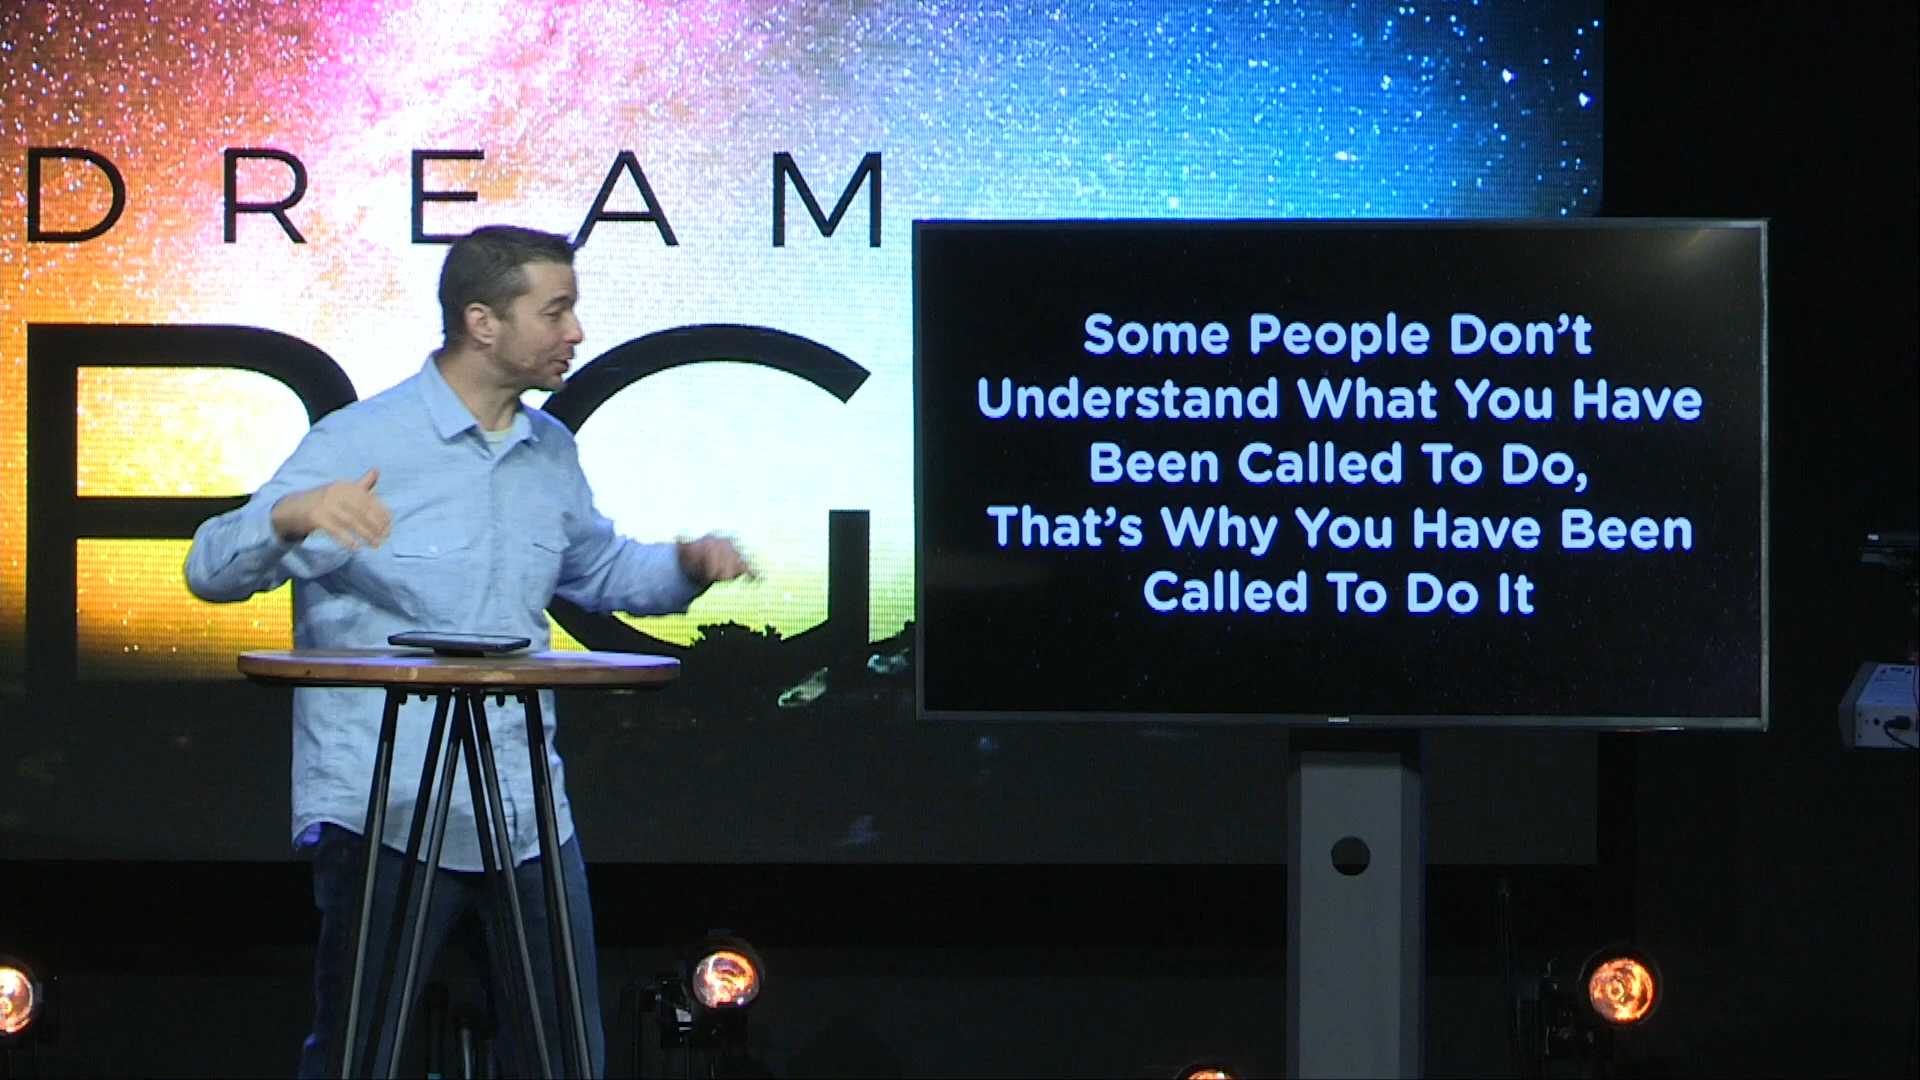 DREAM
Some People Don't
Understand What You Have
Been Called To Do,
That's Why You Have Been
Called To Do It